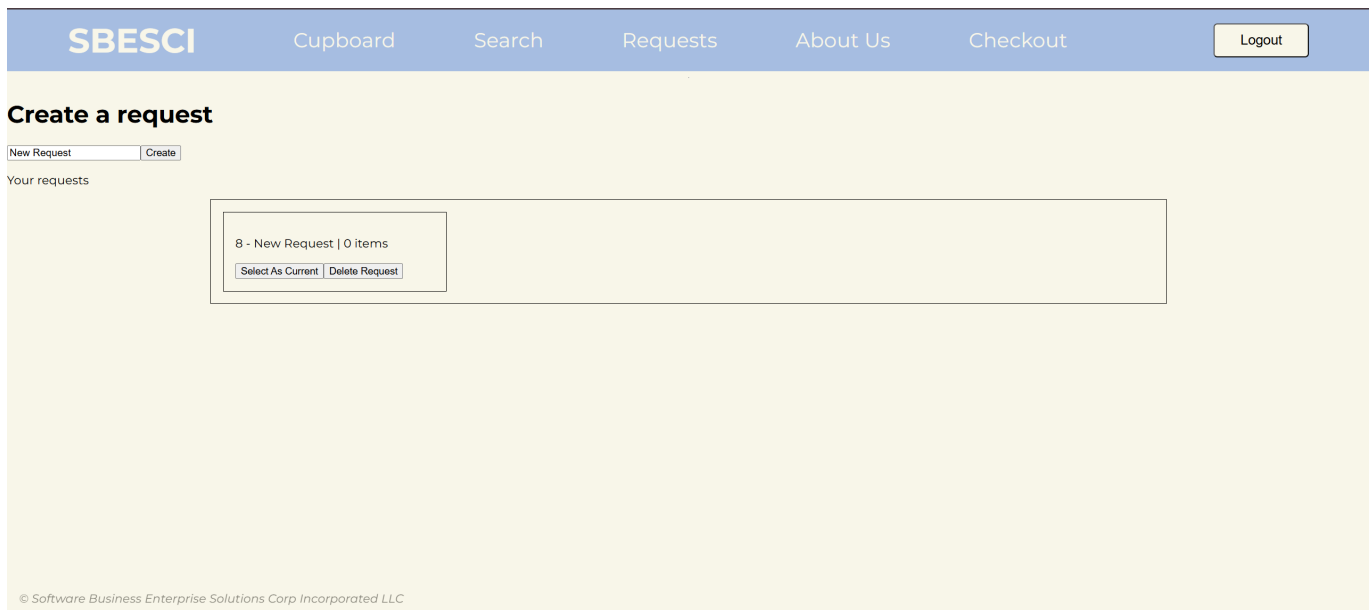 SBESCI Cupboard Search Requests About Us Checkout Logout
Create a request
New Request Create
Your requests
8 - New Request | 0 items
Select As Current Delete Request
© Software Business Enterprise Solutions Corp Incorporated LLC